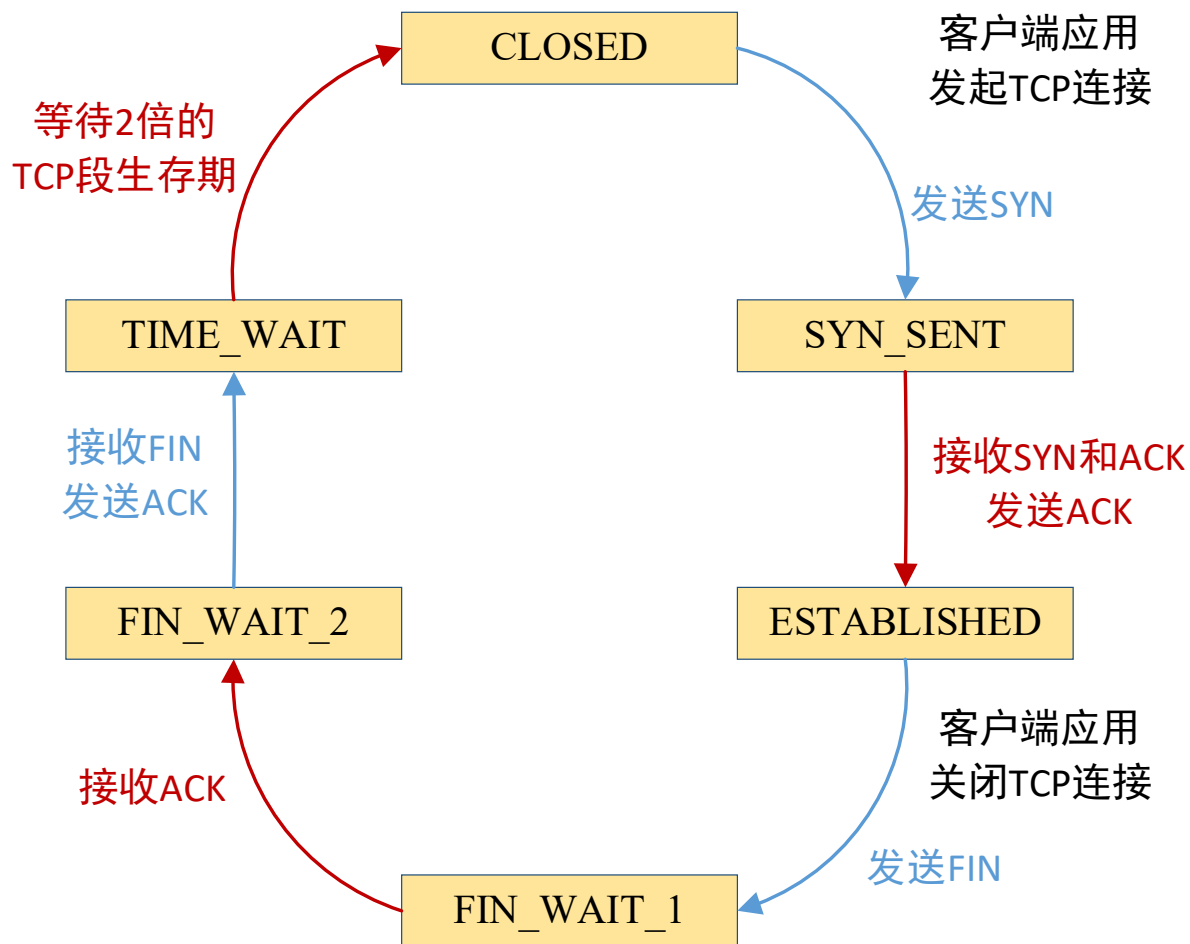 CLOSED
客户端应用
发起TCP连接
等待2倍的
TCP段生存期
发送SYN
TIME_WAIT
SYN_SENT
接收FIN
发送ACK
接收SYN和ACK
发送ACK
FIN_WAIT_2
ESTABLISHED
客户端应用
关闭TCP连接
接收ACK
发送FIN
FIN_WAIT_1